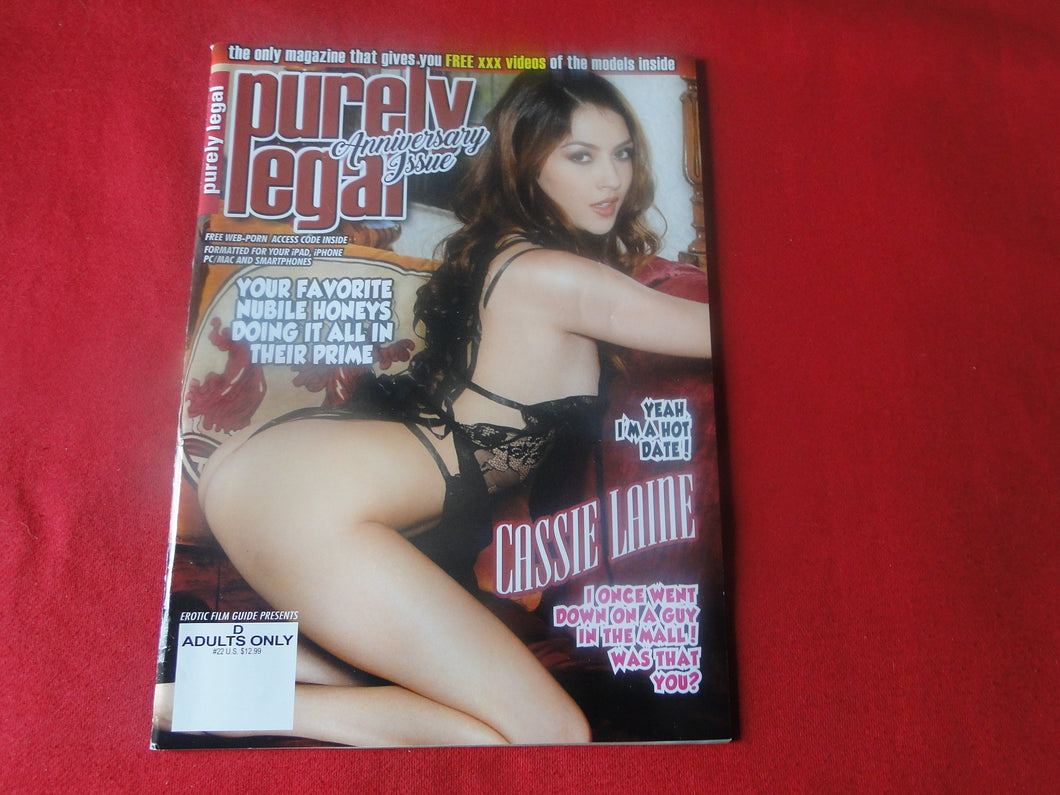 the only magazine that gives you FREE xxx videos of the models inside
purely legal
purely
Anniversary
Issue
legal
FREE WEB-PORN ACCESS CODE INSIDE
FORMATTED FOR YOUR iPAD, iPHONE
PC/MAC AND SMARTPHONES
YOUR FAVORITE
NUBILE HONEYS
DOING IT ALL IN
THEIR PRIME
YEAH,
I'M A HOT
DATE!
CASSIE LAINE
I ONCE WENT
DOWN ON A GUY
IN THE MALL!
WAS THAT
YOU?
EROTIC FILM GUIDE PRESENTS
D
ADULTS ONLY
#22 U.S. $12.99